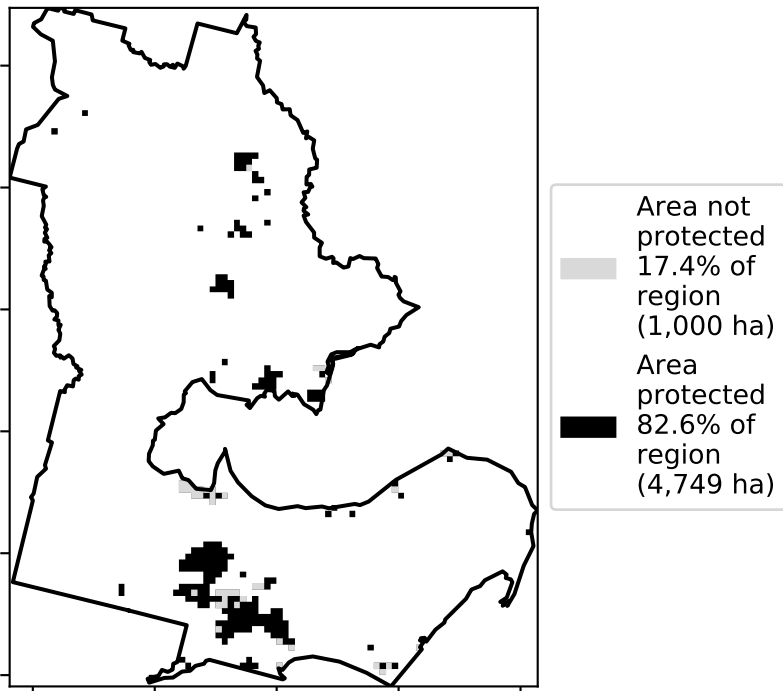 Area not
protected
17.4% of
region
(1,000 ha)
Area
protected
82.6% of
region
(4,749 ha)